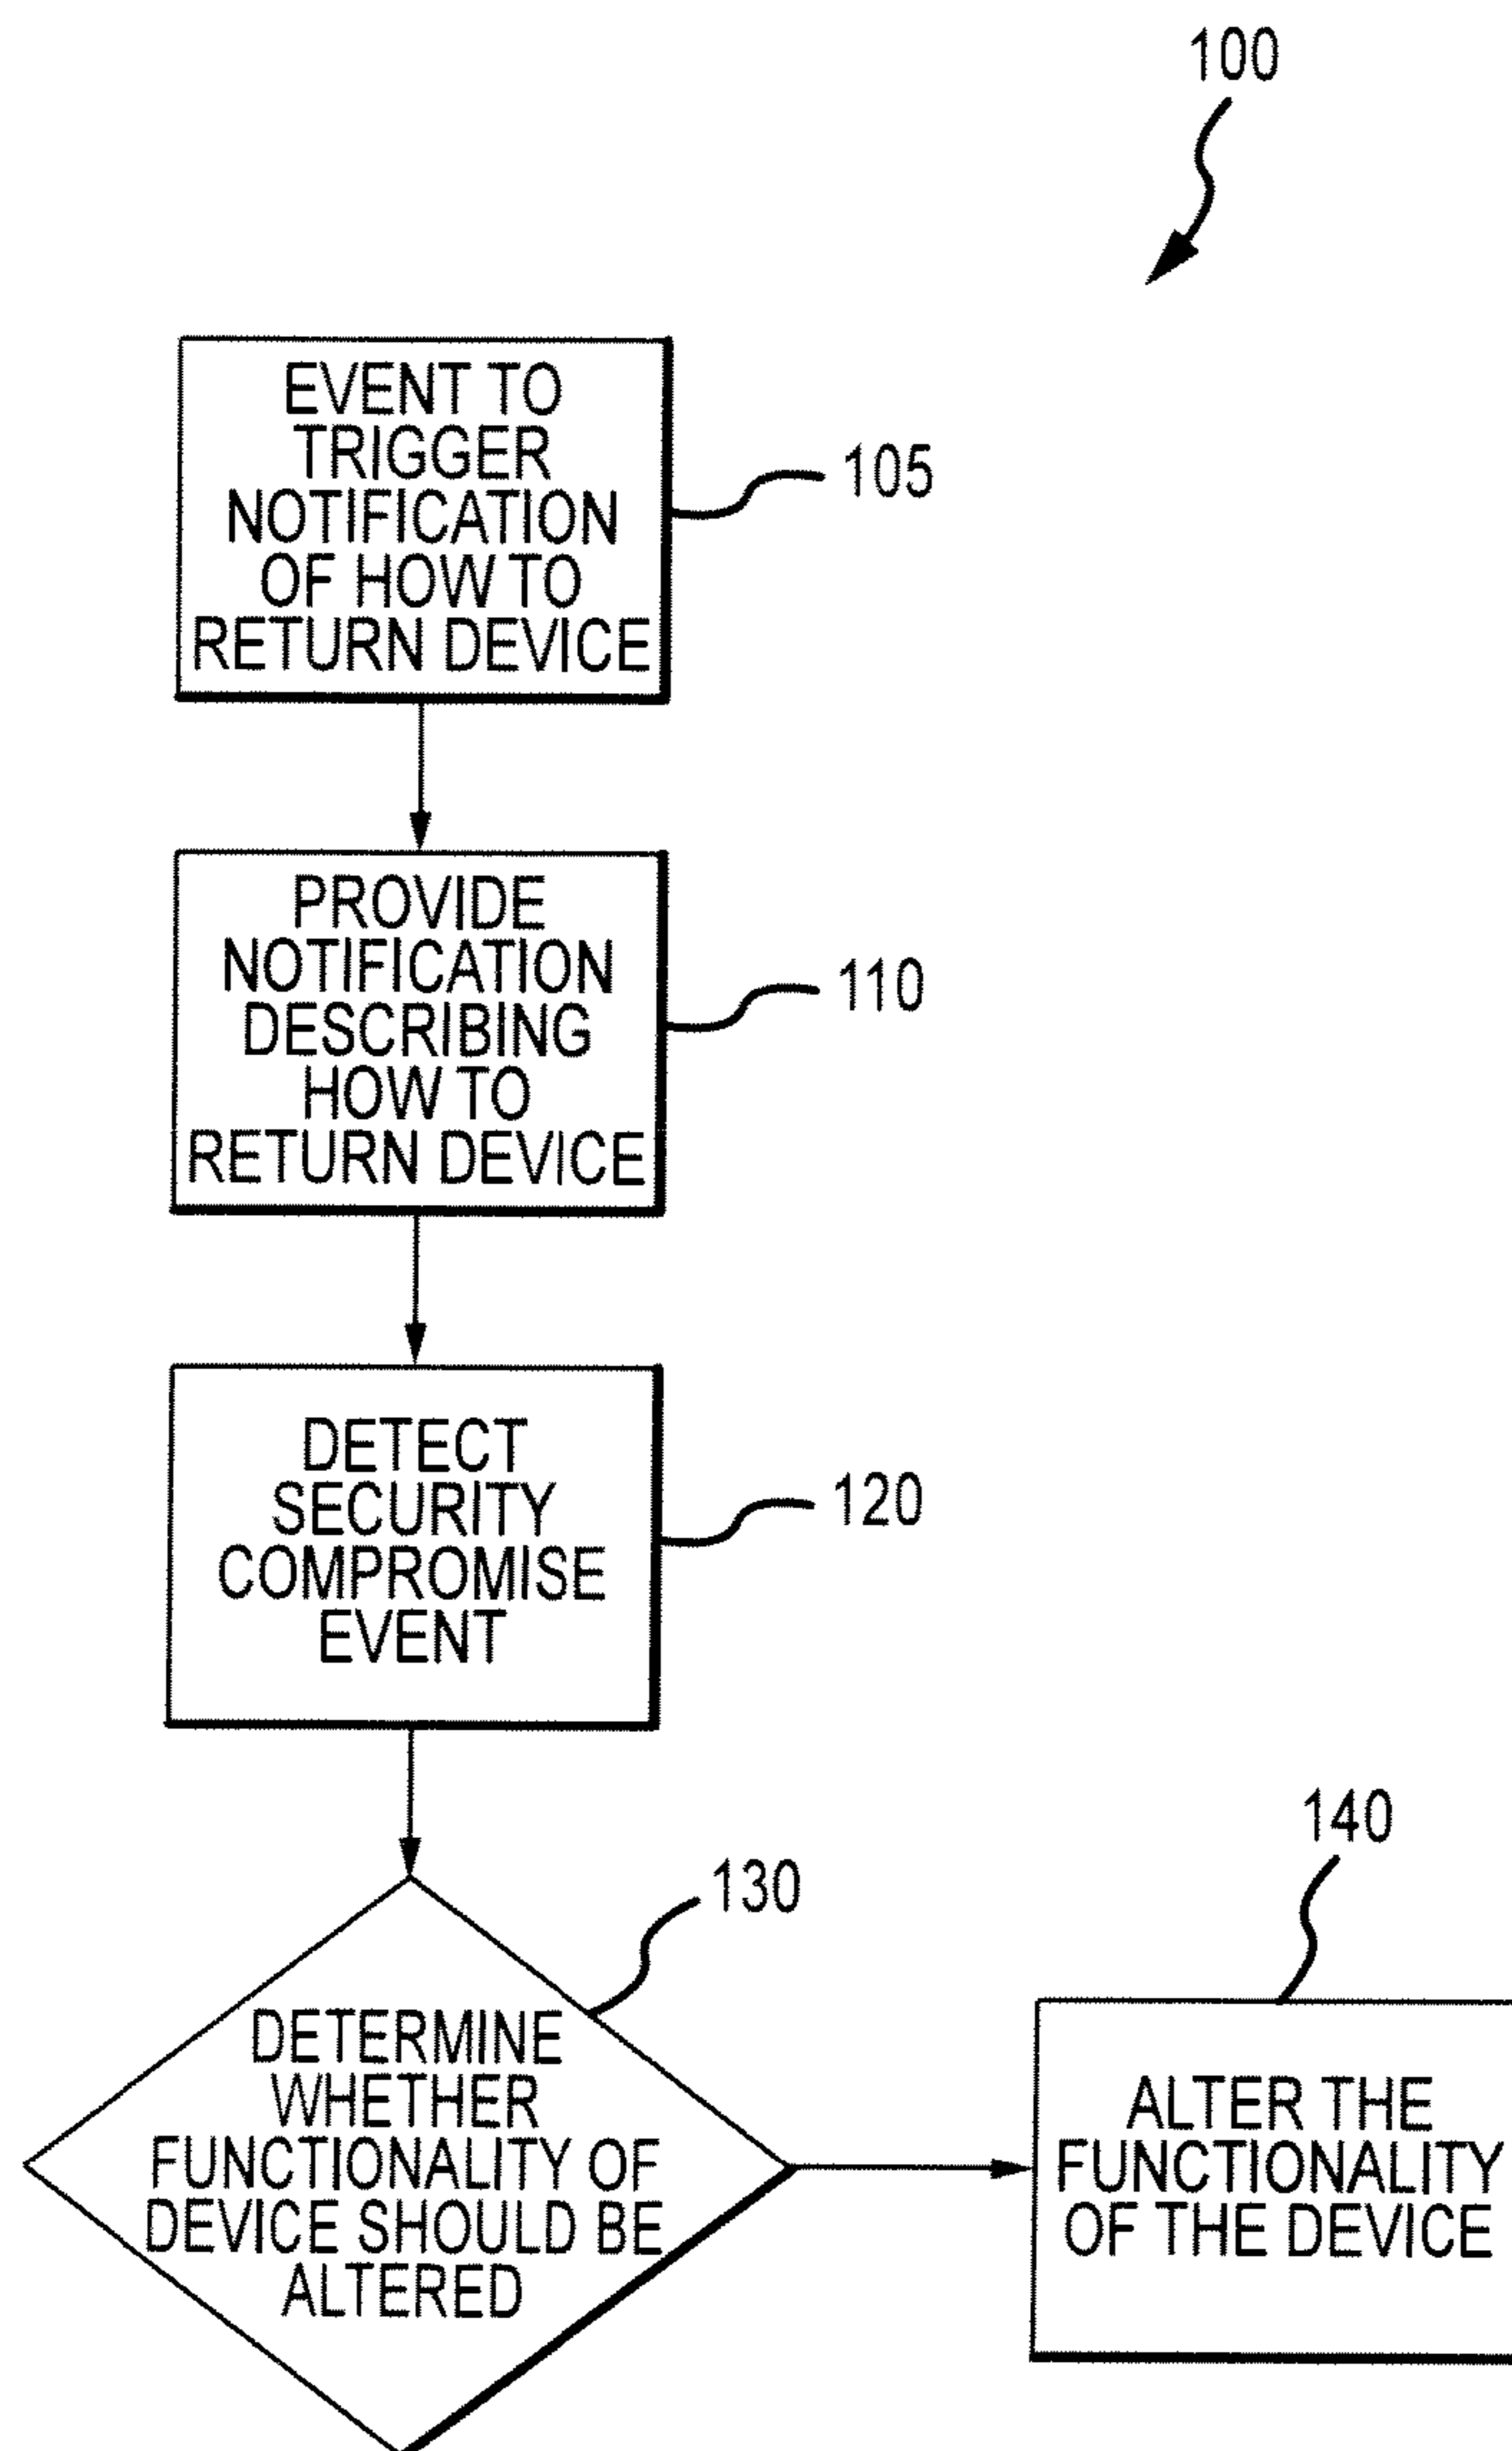 100
EVENT TO
TRIGGER
NOTIFICATION
OF HOW TO
RETURN DEVICE
105
PROVIDE
NOTIFICATION
DESCRIBING
HOW TO
RETURN DEVICE
110
DETECT
SECURITY
COMPROMISE
EVENT
120
130
DETERMINE
WHETHER
FUNCTIONALITY OF
DEVICE SHOULD BE
ALTERED
140
ALTER THE
FUNCTIONALITY
OF THE DEVICE